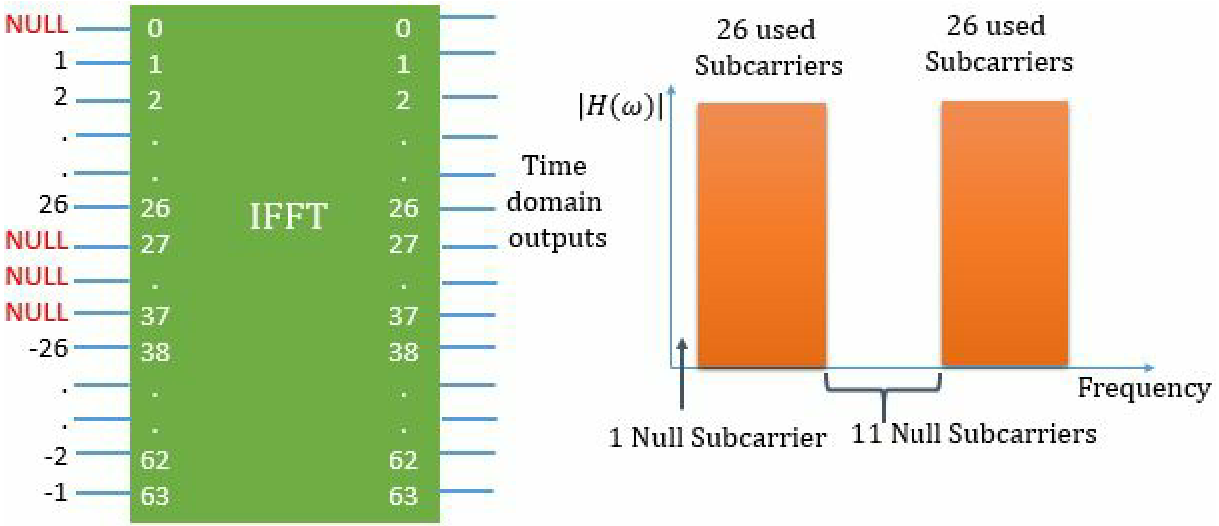 NULL
1
2
.
.
26
NULL
NULL
NULL
-26
.
.
-2
-1
0
1
2
.
.
26
27
.
37
38
.
.
62
63
IFFT
0
1
2
.
.
26
27
.
37
38
.
.
62
63
Time
domain
outputs
26 used
Subcarriers
26 used
Subcarriers
|H(ω)|
Frequency
1 Null Subcarrier
11 Null Subcarriers